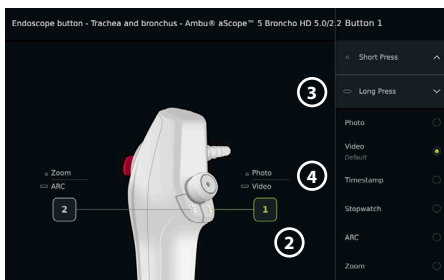 Endoscope button - Trachea and bronchus - Ambu® aScope™ 5 Broncho HD 5.0/2.2
Button 1
Short Press
3
Long Press
Photo
Video
Default
Zoom
ARC
Photo
Video
4
Timestamp
2
1
Stopwatch
2
ARC
Zoom